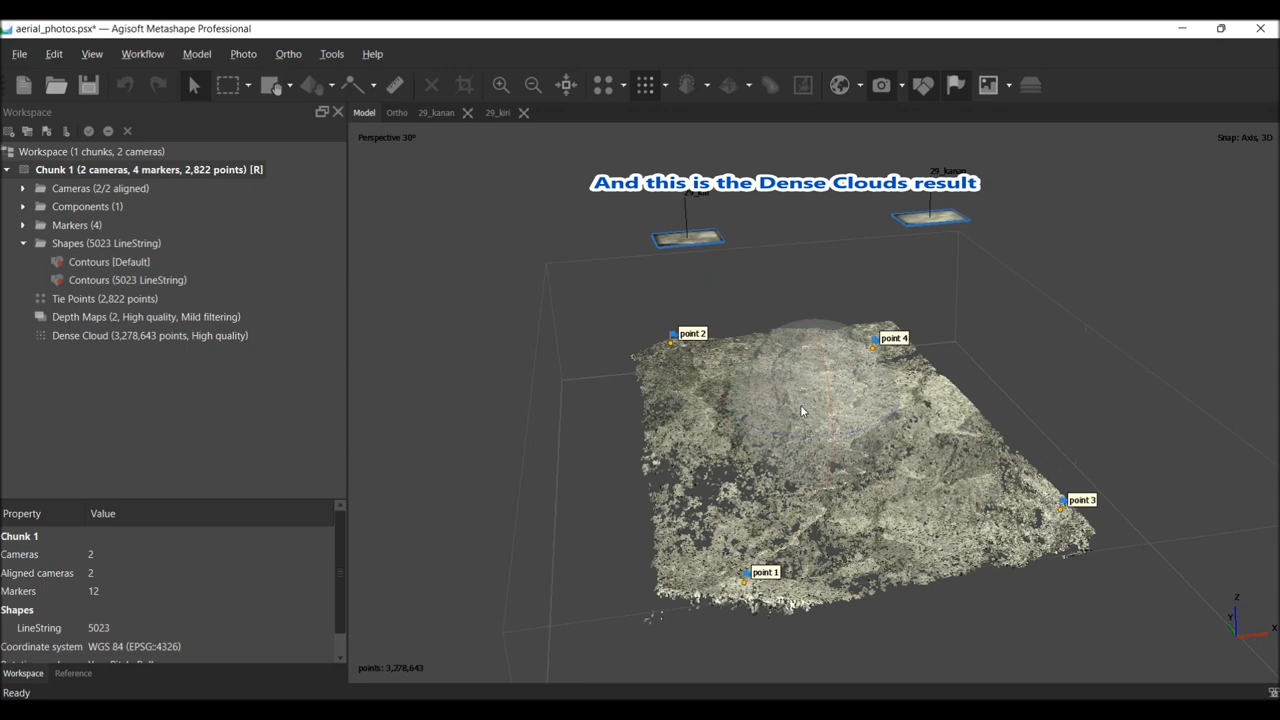 aerial_photos.psx* — Agisoft Metashape Professional
File Edit View Workflow Model Photo Ortho Tools Help
Workspace
Model Ortho 29_kanan 29_kiri
Workspace (1 chunks, 2 cameras)
Chunk 1 (2 cameras, 4 markers, 2,822 points) [R]
Cameras (2/2 aligned)
Components (1)
Markers (4)
Shapes (5023 LineString)
Contours [Default]
Contours (5023 LineString)
Tie Points (2,822 points)
Depth Maps (2, High quality, Mild filtering)
Dense Cloud (3,278,643 points, High quality)
Perspective 30°
Snap: Axis, 3D
29_kanan
And this is the Dense Clouds result
point 2
point 4
point 3
point 1
Z
Y
X
points: 3,278,643
Property Value
Chunk 1
Cameras 2
Aligned cameras 2
Markers 12
Shapes
LineString 5023
Coordinate system WGS 84 (EPSG::4326)
Workspace Reference
Ready